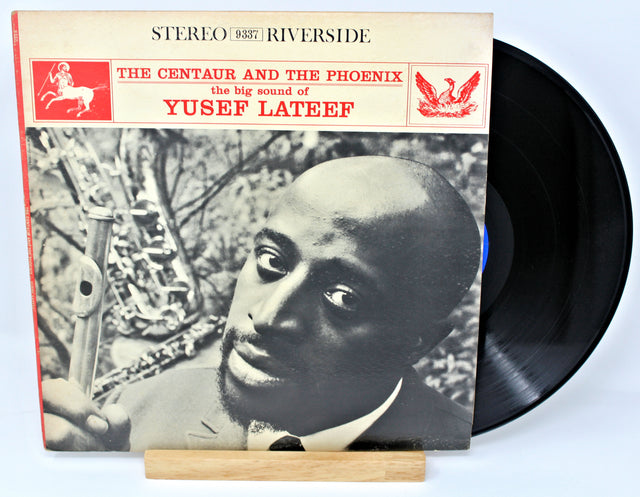 STEREO 9337 RIVERSIDE
THE CENTAUR AND THE PHOENIX
the big sound of
YUSEF LATEEF